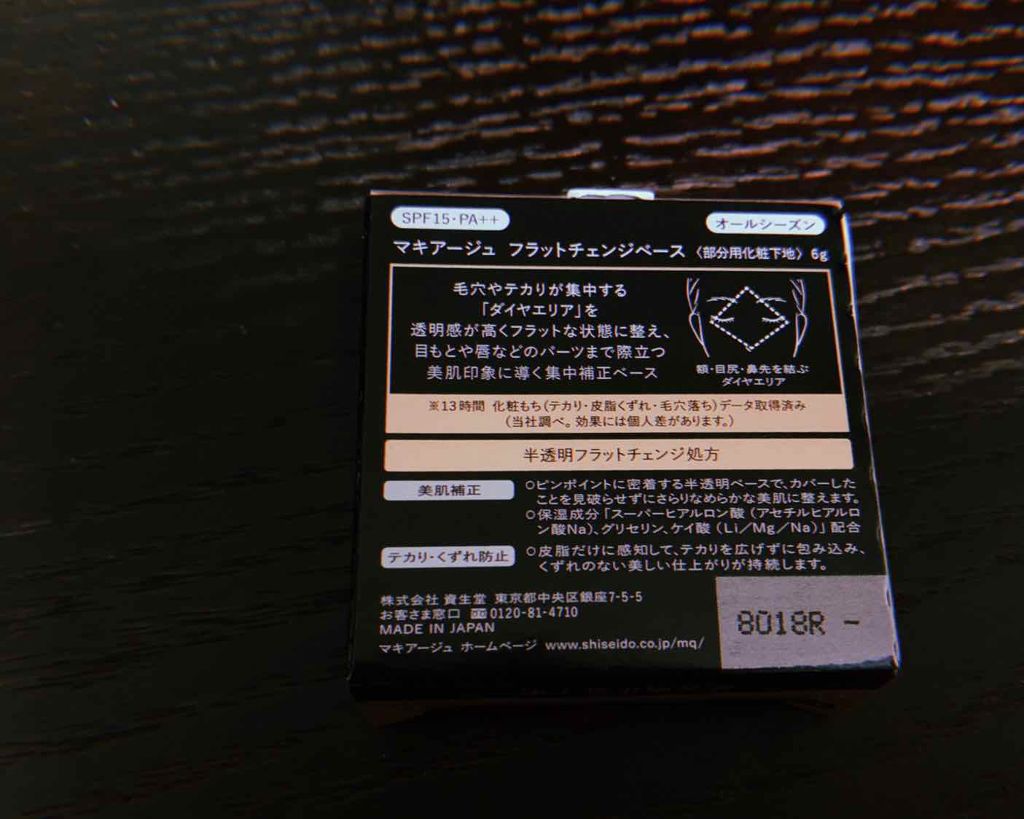 SPF15・PA++
オールシーズン
マキアージュ フラットチェンジベース 〈部分用化粧下地〉 6g
毛穴やテカリが集中する
「ダイヤエリア」を
透明感が高くフラットな状態に整え、
目もとや唇などのパーツまで際立つ
美肌印象に導く集中補正ベース
額・目尻・鼻先を結ぶ
ダイヤエリア
※13時間 化粧もち(テカリ・皮脂くずれ・毛穴落ち)データ取得済み
(当社調べ。効果には個人差があります。)
半透明フラットチェンジ処方
美肌補正
○ピンポイントに密着する半透明ベースで、カバーした
ことを見破らせずにさらりなめらかな美肌に整えます。
○保湿成分「スーパーヒアルロン酸(アセチルヒアルロ
ン酸Na)、グリセリン、ケイ酸(Li/Mg/Na)」配合
テカリ・くずれ防止
○皮脂だけに感知して、テカリを広げずに包み込み、
くずれのない美しい仕上がりが持続します。
株式会社 資生堂 東京都中央区銀座7-5-5
お客さま窓口 0120-81-4710
MADE IN JAPAN
マキアージュ ホームページ www.shiseido.co.jp/mq/
8018R -